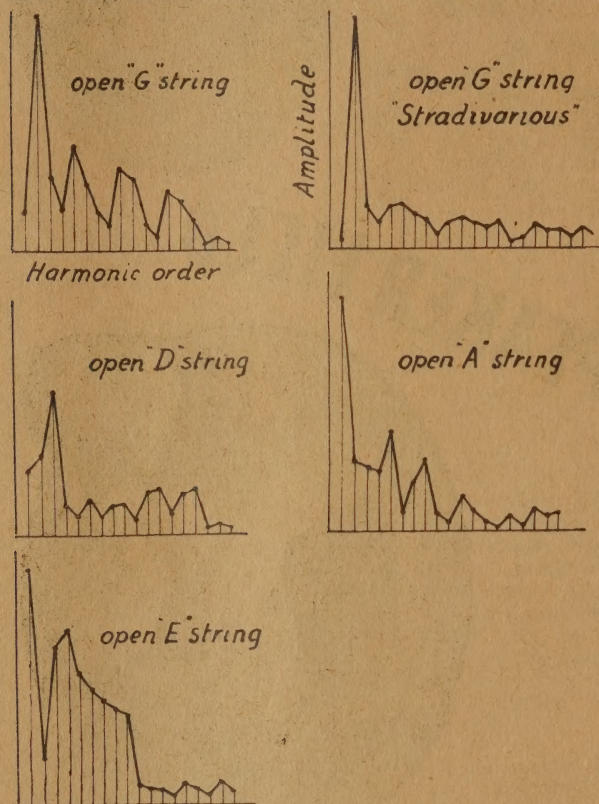 open "G" string
Amplitude
open "G" string
"Stradivarious"
Harmonic order
open "D" string
open "A" string
open "E" string